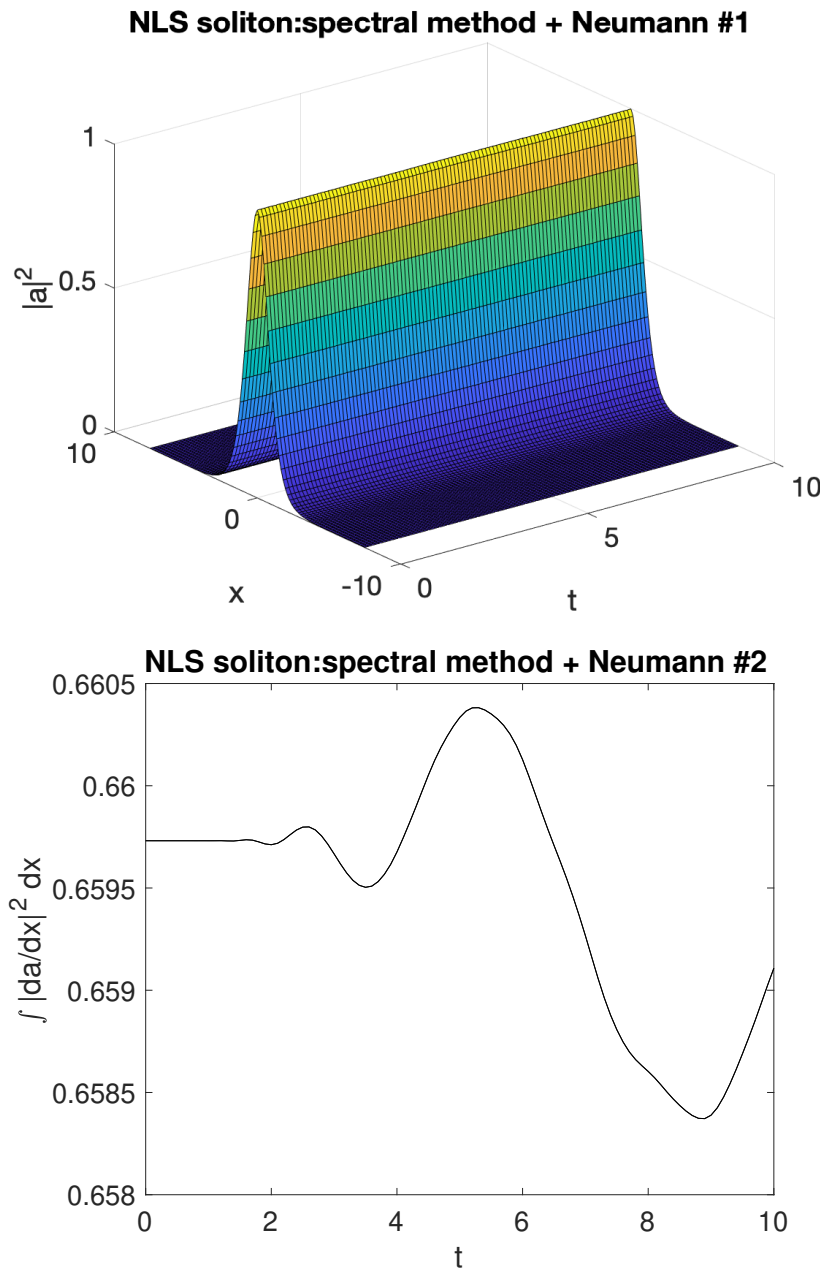 NLS soliton:spectral method + Neumann #1
1
0.5
0
|a|²
10
0
-10
x
0
5
10
t
NLS soliton:spectral method + Neumann #2
0.6605
0.66
0.6595
0.659
0.6585
0.658
∫ |da/dx|² dx
0 2 4 6 8 10
t